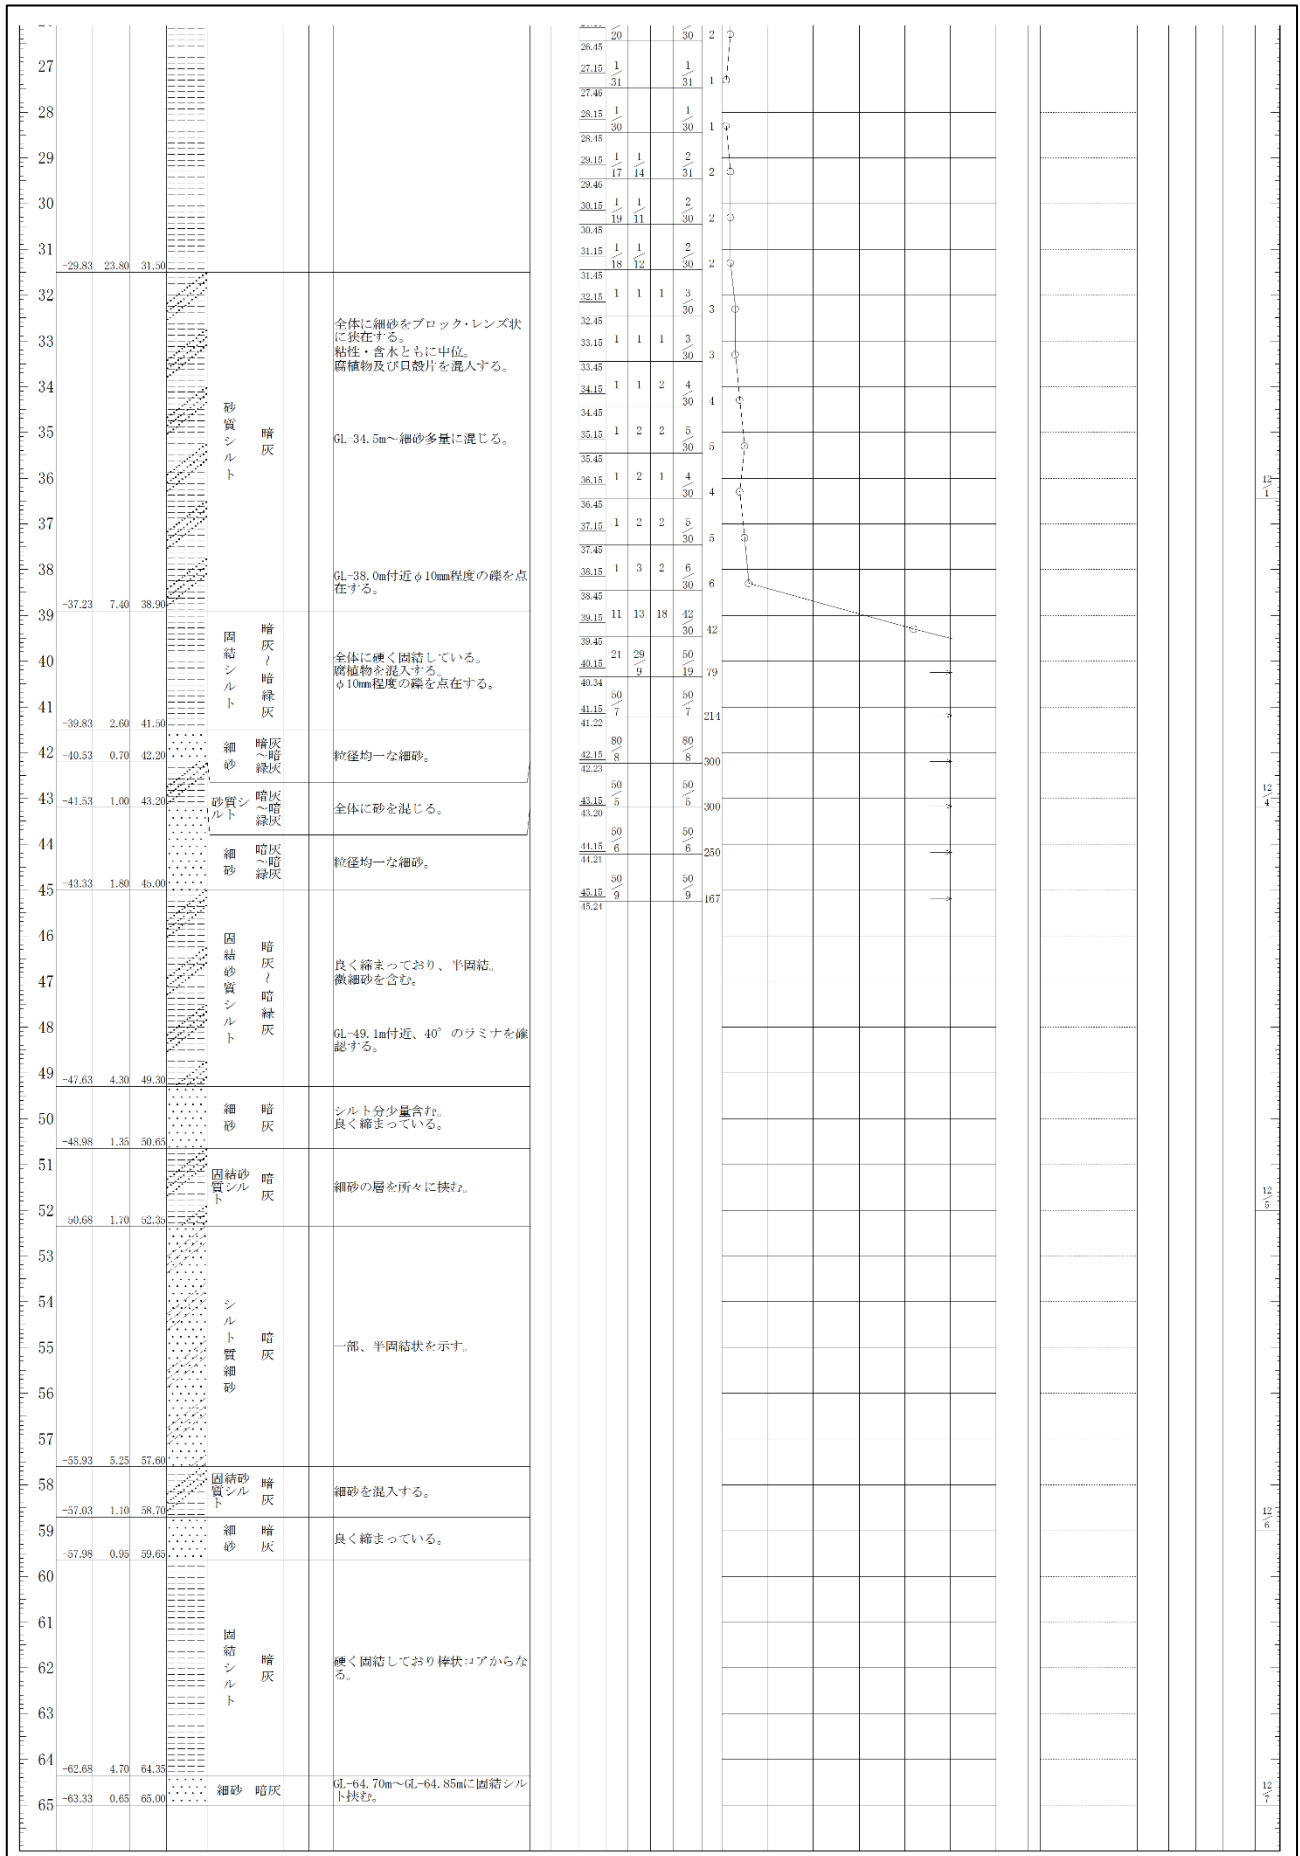 20 30 2
26.45
27 27.15 1/31 1/31 1
27.46
28 28.15 1/30 1/30 1
28.45
29 29.15 1/17 1/14 2/31 2
29.46
30 30.15 1/19 1/11 2/30 2
30.45
31 31.15 1/18 1/12 2/30 2
-29.83 23.80 31.50
31.45
32 32.15 1 1 1 3/30 3
32.45
全体に細砂をブロック・レンズ状
に狭在する。
粘性・含水ともに中位。
腐植物及び貝殻片を混入する。
33 33.15 1 1 1 3/30 3
33.45
34 34.15 1 1 2 4/30 4
34.45
砂質シルト 暗灰
GL-34.5m～細砂多量に混じる。
35 35.15 1 2 2 5/30 5
35.45
36 36.15 1 2 1 4/30 4
12/1
36.45
37 37.15 1 2 2 5/30 5
37.45
38 38.15 1 3 2 6/30 6
GL-38.0m付近φ10mm程度の礫を点
在する。
38.45
-37.23 7.40 38.90
39 39.15 11 13 18 42/30 42
39.45
固結シルト 暗灰～暗緑灰
全体に硬く固結している。
腐植物を混入する。
φ10mm程度の礫を点在する。
40 40.15 21 29/9 50/19 79
40.34
41 41.15 50/7 50/7 214
41.22
-39.83 2.60 41.50
42 42.15 80/8 80/8 300
42.23
-40.53 0.70 42.20
細砂 暗灰～暗緑灰 粒径均一な細砂。
43 43.15 50/5 50/5 300
12/4
43.20
-41.53 1.00 43.20
砂質シルト 暗灰～暗緑灰 全体に砂を混じる。
44 44.15 50/6 50/6 250
44.21
細砂 暗灰～暗緑灰 粒径均一な細砂。
-43.33 1.80 45.00
45 45.15 50/9 50/9 167
45.24
46
固結砂質シルト 暗灰～暗緑灰
良く締まっており、半固結。
微細砂を含む。
47
48
GL-49.1m付近、40°のラミナを確
認する。
49
-47.63 4.30 49.30
50
細砂 暗灰
シルト分少量含む。
良く締まっている。
-48.98 1.35 50.65
51
固結砂質シルト 暗灰 細砂の層を所々に挟む。
12/5
52
50.68 1.70 52.35
53
54
シルト質細砂 暗灰
55
一部、半固結状を示す。
56
57
-55.93 5.25 57.60
58
固結砂質シルト 暗灰 細砂を混入する。
-57.03 1.10 58.70
12/6
59
細砂 暗灰 良く締まっている。
-57.98 0.95 59.65
60
61
固結シルト 暗灰
62
硬く固結しており棒状コアからな
る。
63
64
-62.68 4.70 64.35
細砂 暗灰
GL-64.70m～GL-64.85mに固結シル
ト挟む。
12/7
65
-63.33 0.65 65.00